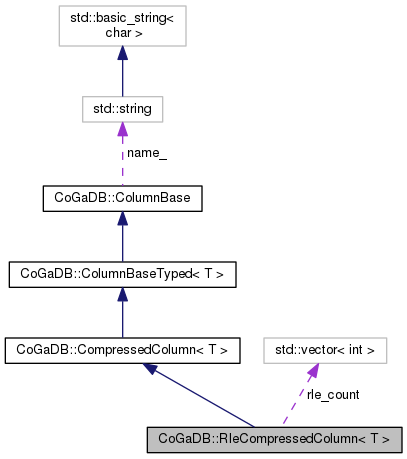 std::basic_string<
char >
std::string
name_
CoGaDB::ColumnBase
CoGaDB::ColumnBaseTyped< T >
CoGaDB::CompressedColumn< T >
std::vector< int >
rle_count
CoGaDB::RleCompressedColumn< T >